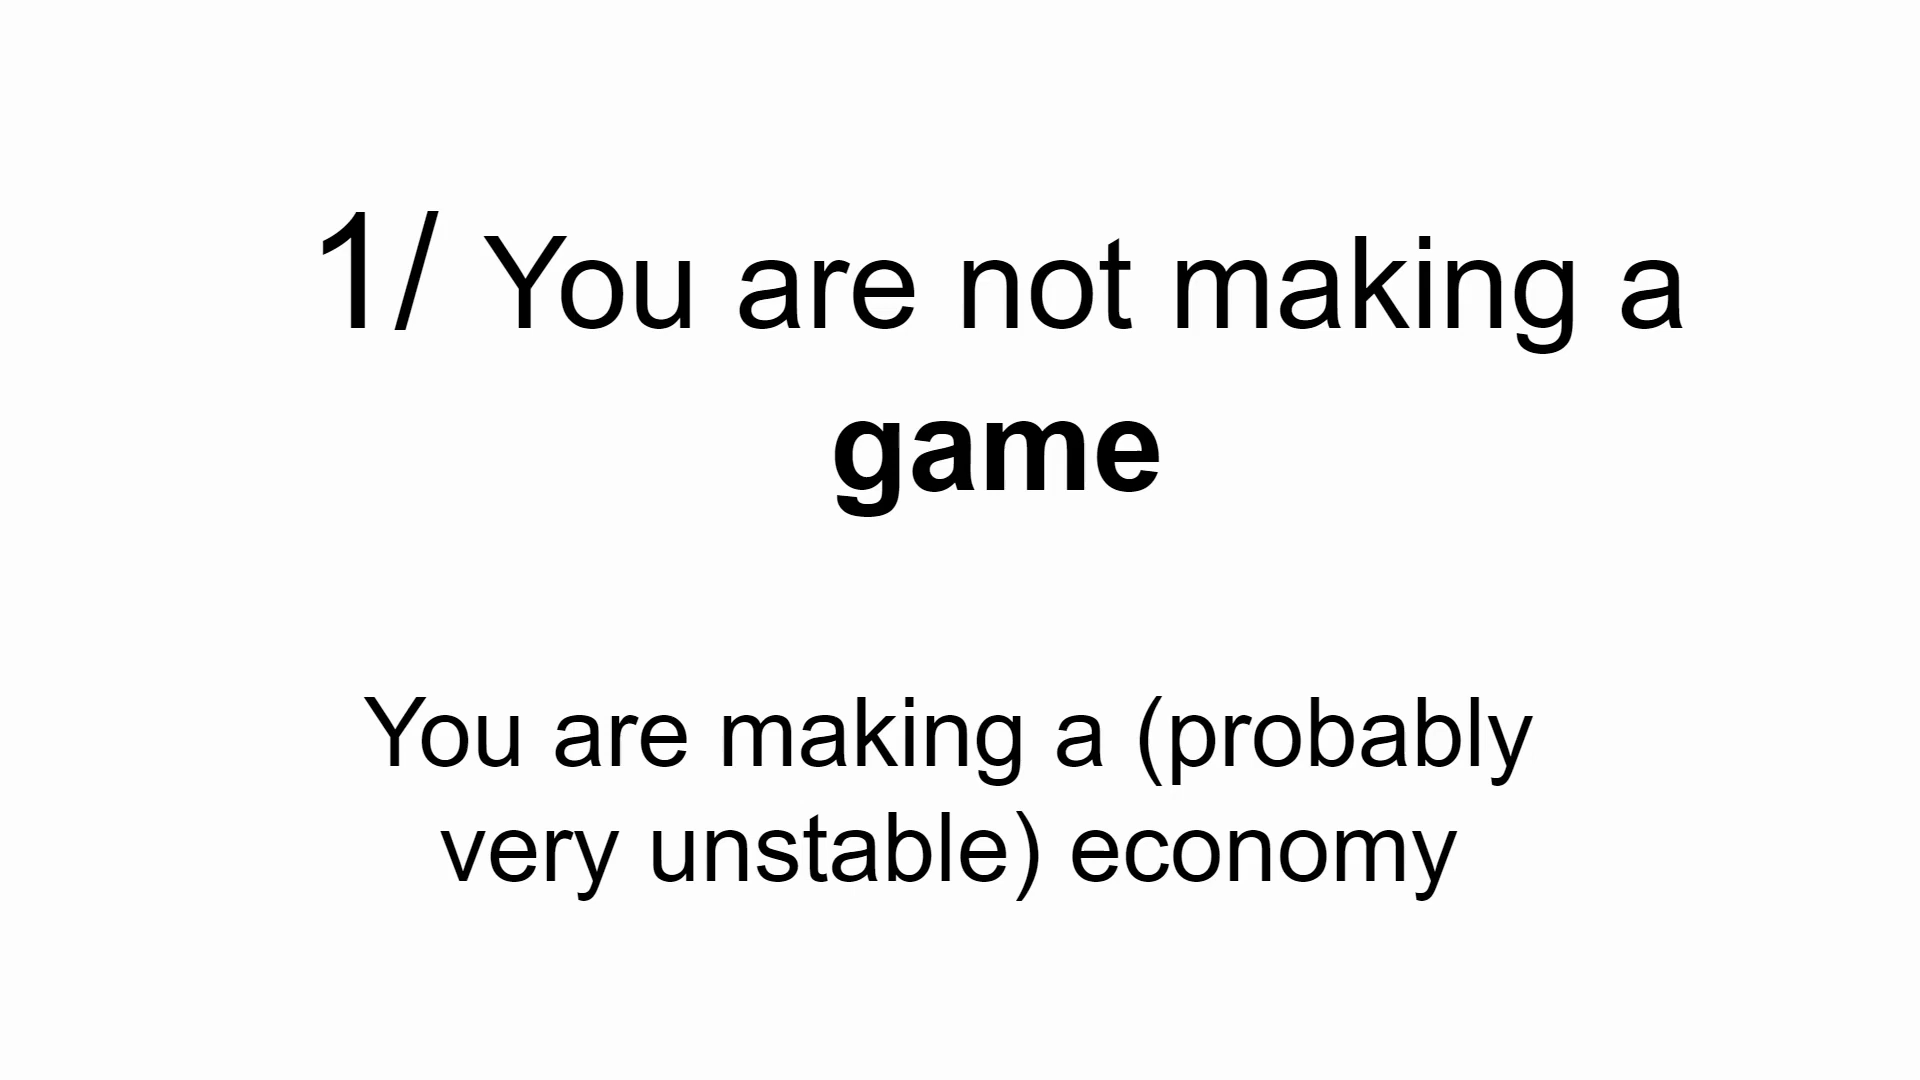 1/ You are not making a
game
You are making a (probably
very unstable) economy